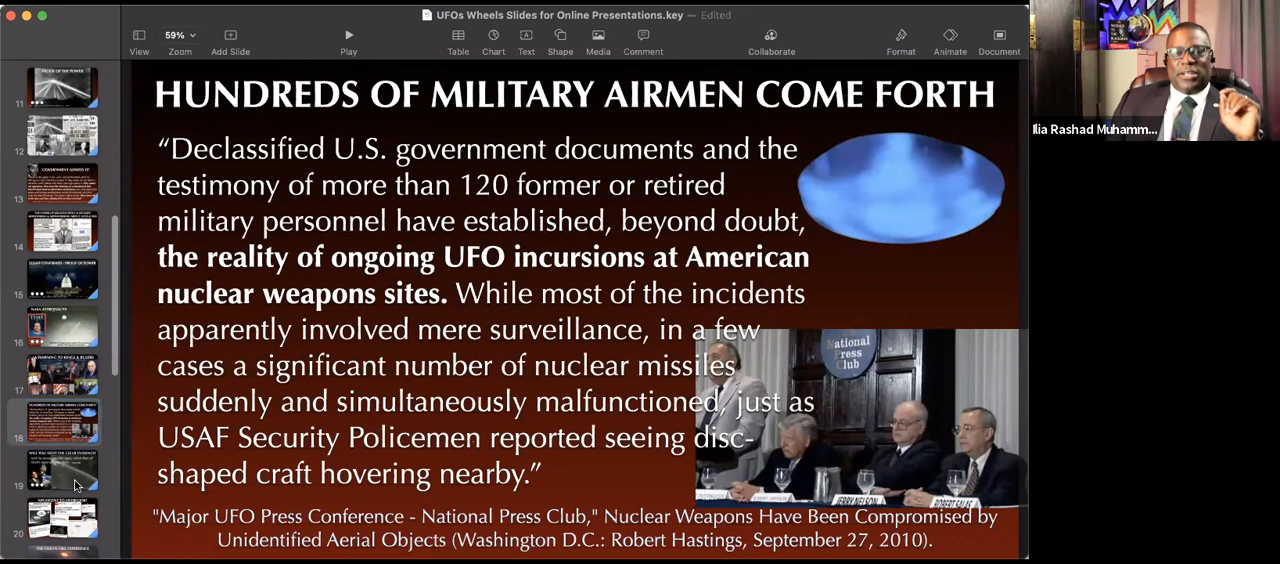 UFOs Wheels Slides for Online Presentations.key — Edited
59%
View
Zoom
Add Slide
Play
Table
Chart
Text
Shape
Media
Comment
Collaborate
Format
Animate
Document
11
12
13
14
15
16
17
18
19
20
HUNDREDS OF MILITARY AIRMEN COME FORTH
“Declassified U.S. government documents and the
testimony of more than 120 former or retired
military personnel have established, beyond doubt,
the reality of ongoing UFO incursions at American
nuclear weapons sites. While most of the incidents
apparently involved mere surveillance, in a few
cases a significant number of nuclear missiles
suddenly and simultaneously malfunctioned, just as
USAF Security Policemen reported seeing disc-
shaped craft hovering nearby.”
National
Press
Club
JERRY NELSON
ROBERT SALAS
"Major UFO Press Conference - National Press Club," Nuclear Weapons Have Been Compromised by
Unidentified Aerial Objects (Washington D.C.: Robert Hastings, September 27, 2010).
Ilia Rashad Muhamm...